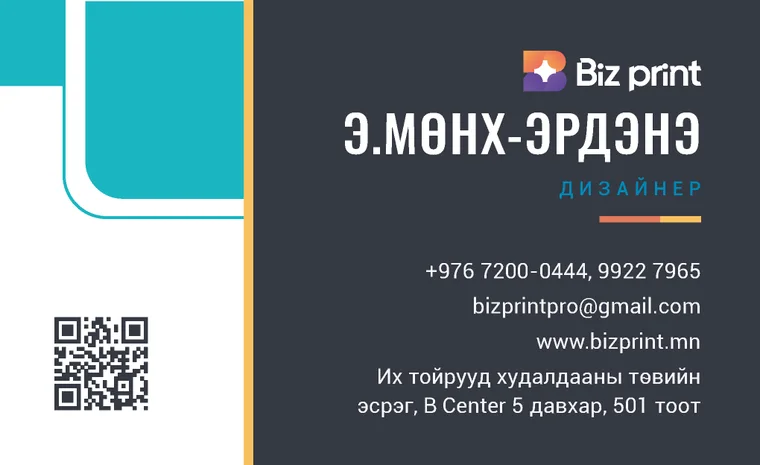 Biz print
Э.МӨНХ-ЭРДЭНЭ
ДИЗАЙНЕР
+976 7200-0444, 9922 7965
bizprintpro@gmail.com
www.bizprint.mn
Их тойрууд худалдааны төвийн
эсрэг, B Center 5 давхар, 501 тоот